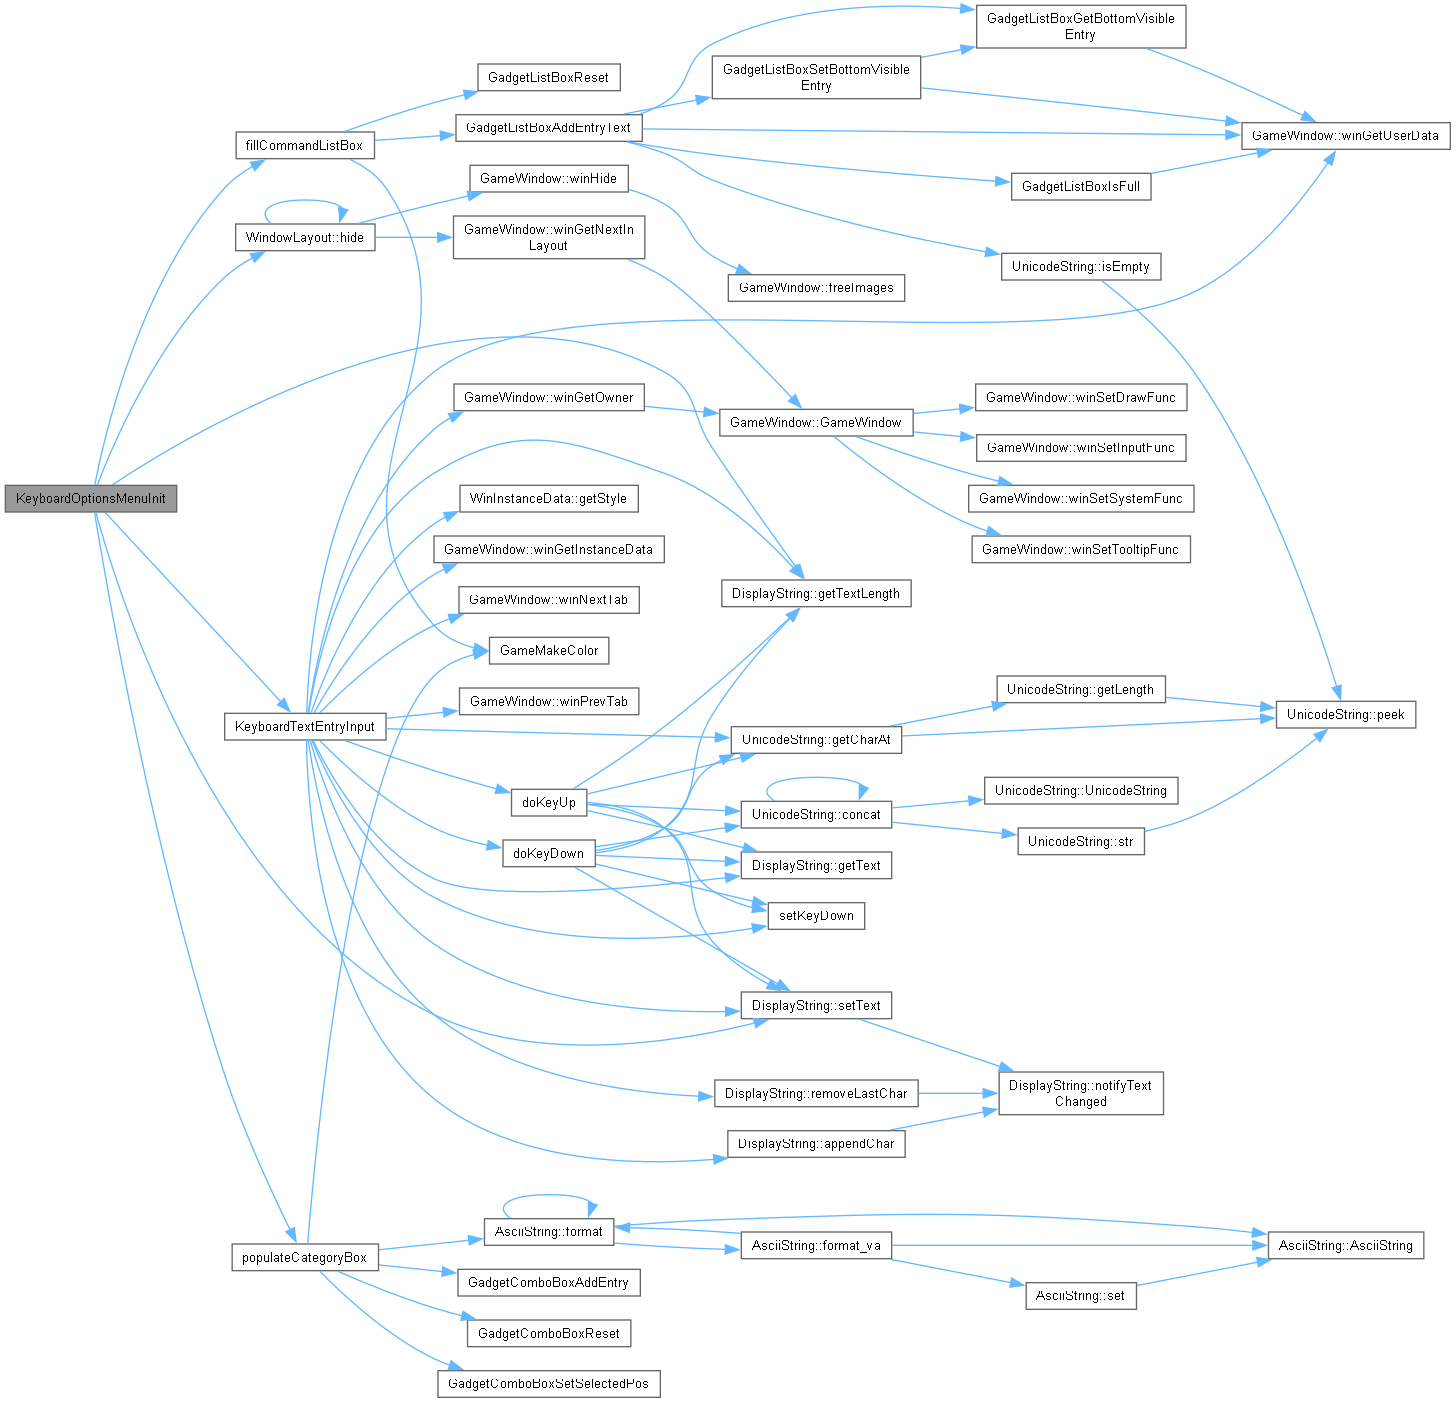 GadgetListBoxGetBottomVisible
Entry
GadgetListBoxSetBottomVisible
Entry
GadgetListBoxReset
GadgetListBoxAddEntryText
GameWindow::winGetUserData
fillCommandListBox
GameWindow::winHide
GadgetListBoxIsFull
WindowLayout::hide
GameWindow::winGetNextIn
Layout
UnicodeString::isEmpty
GameWindow::freeImages
GameWindow::winGetOwner
GameWindow::winSetDrawFunc
GameWindow::GameWindow
GameWindow::winSetInputFunc
KeyboardOptionsMenuInit
WinInstanceData::getStyle
GameWindow::winSetSystemFunc
GameWindow::winGetInstanceData
GameWindow::winSetTooltipFunc
DisplayString::getTextLength
GameWindow::winNextTab
GameMakeColor
UnicodeString::getLength
GameWindow::winPrevTab
UnicodeString::peek
KeyboardTextEntryInput
UnicodeString::getCharAt
UnicodeString::UnicodeString
doKeyUp
UnicodeString::concat
UnicodeString::str
doKeyDown
DisplayString::getText
setKeyDown
DisplayString::setText
DisplayString::notifyText
Changed
DisplayString::removeLastChar
DisplayString::appendChar
AsciiString::format
AsciiString::format_va
AsciiString::AsciiString
populateCategoryBox
GadgetComboBoxAddEntry
AsciiString::set
GadgetComboBoxReset
GadgetComboBoxSetSelectedPos